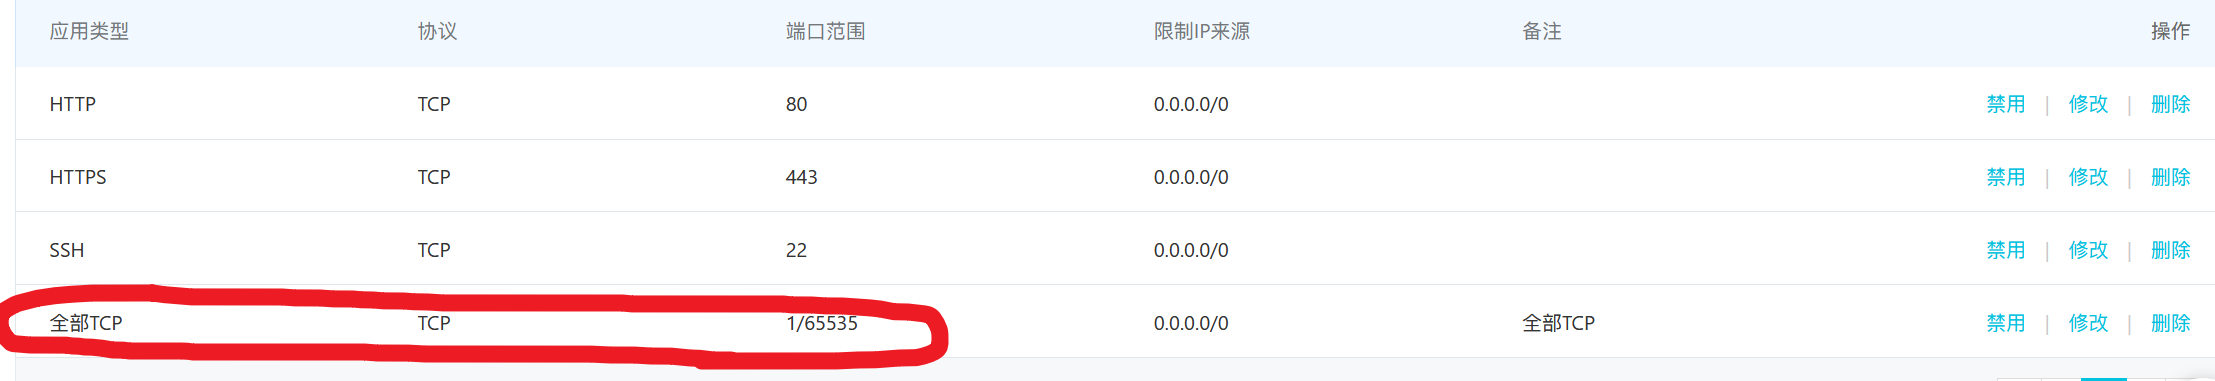 应用类型 协议 端口范围 限制IP来源 备注 操作
HTTP TCP 80 0.0.0.0/0 禁用 | 修改 | 删除
HTTPS TCP 443 0.0.0.0/0 禁用 | 修改 | 删除
SSH TCP 22 0.0.0.0/0 禁用 | 修改 | 删除
全部TCP TCP 1/65535 0.0.0.0/0 全部TCP 禁用 | 修改 | 删除